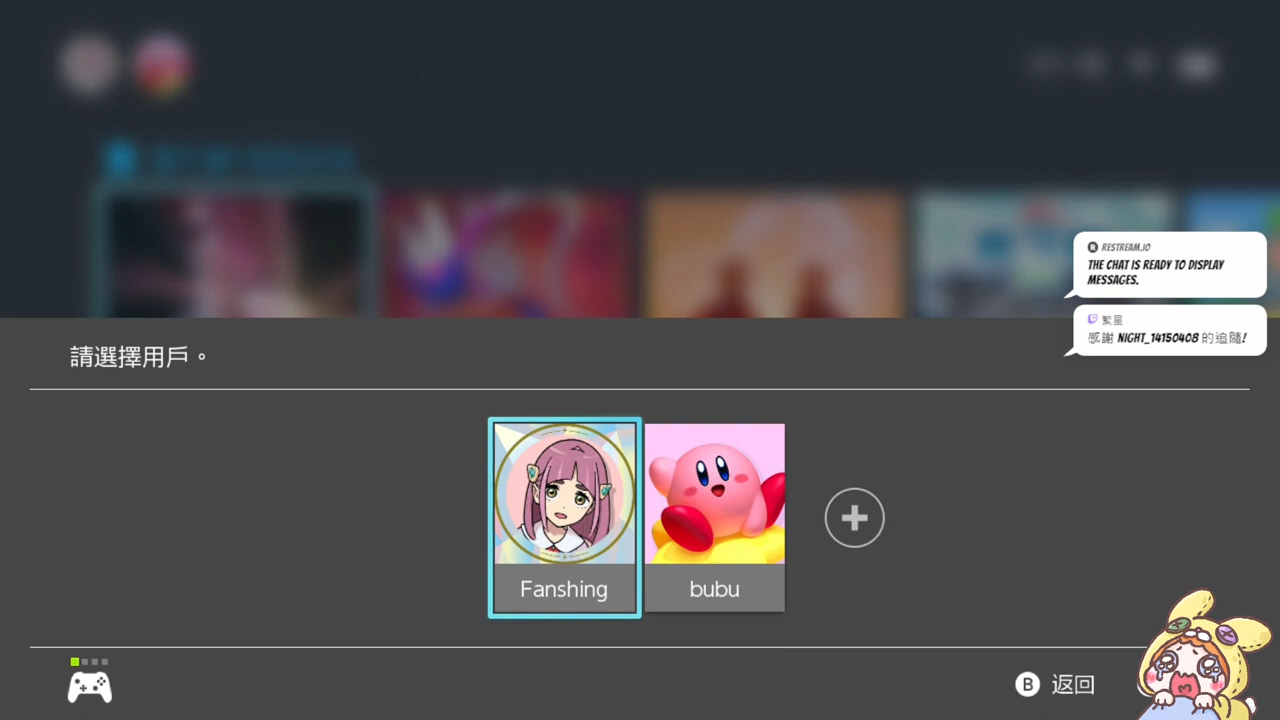 RESTREAM.IO
THE CHAT IS READY TO DISPLAY
MESSAGES.
繁星
感謝 NIGHT_14150408 的追隨!
請選擇用戶。
Fanshing
bubu
B 返回